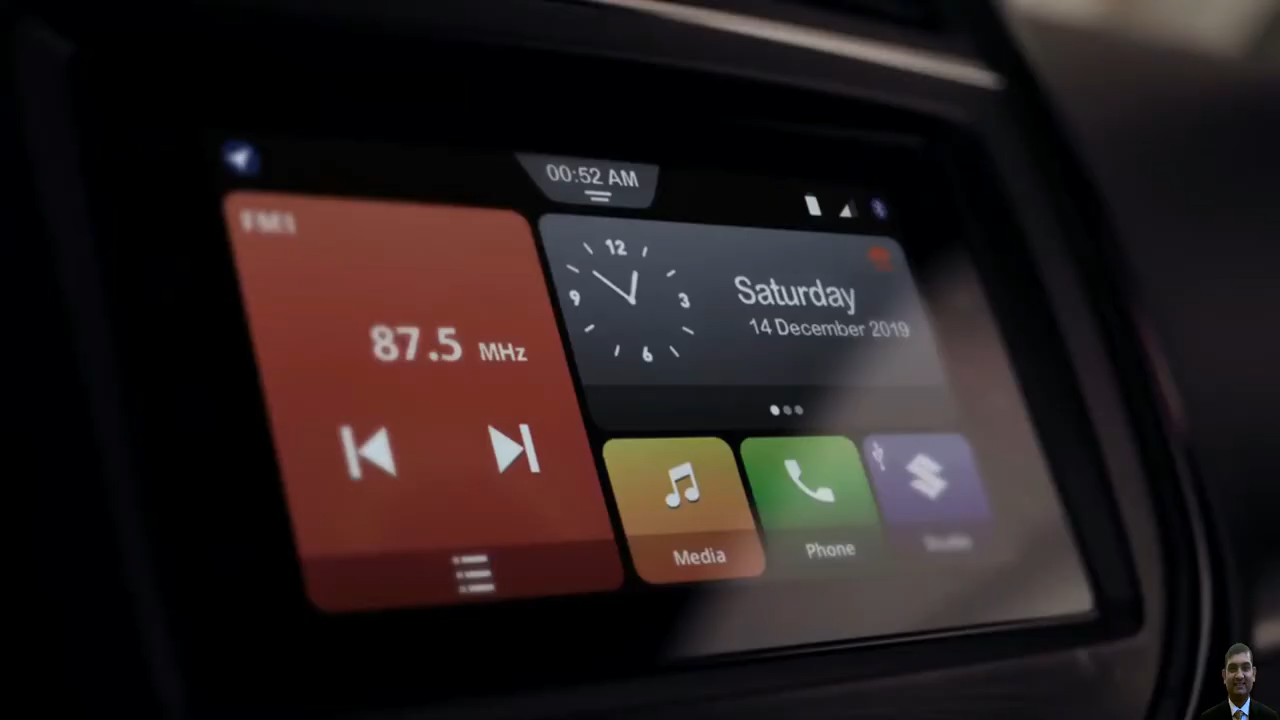 00:52 AM
FM1
87.5 MHz
12
3
6
9
Saturday
14 December 2019
Media
Phone